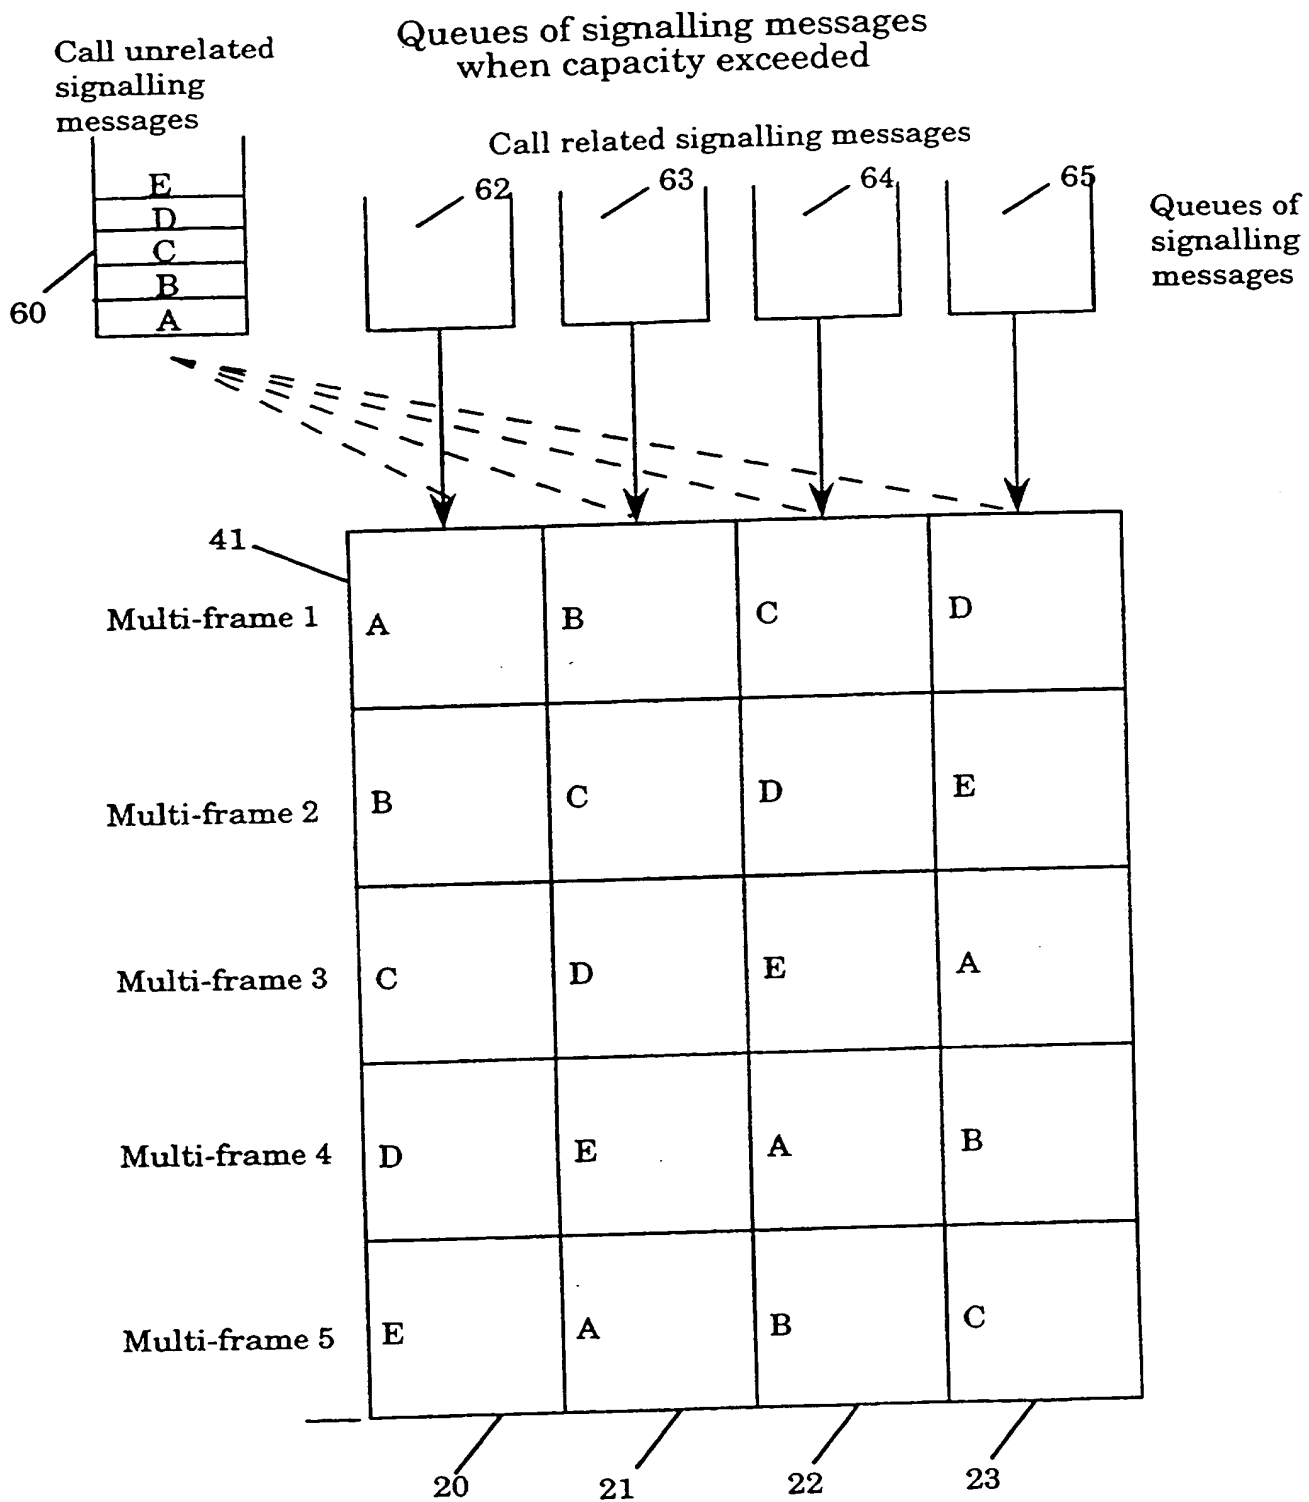 Queues of signalling messages
when capacity exceeded
Call unrelated
signalling
messages
Call related signalling messages
E
D
C
B
A
60
62
63
64
65
Queues of
signalling
messages
41
Multi-frame 1
A
B
C
D
Multi-frame 2
B
C
D
E
Multi-frame 3
C
D
E
A
Multi-frame 4
D
E
A
B
Multi-frame 5
E
A
B
C
20
21
22
23